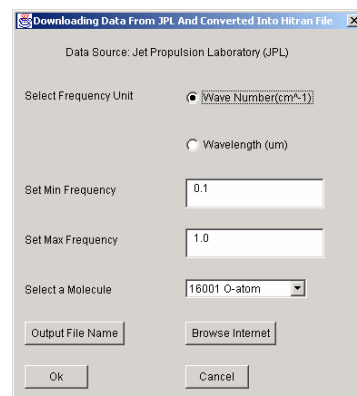 Downloading Data From JPL And Converted Into Hitran File
Data Source: Jet Propulsion Laboratory (JPL)
Select Frequency Unit
Wave Number(cm^-1)
Wavelength (um)
Set Min Frequency
0.1
Set Max Frequency
1.0
Select a Molecule
16001 O-atom
Output File Name
Browse Internet
Ok
Cancel